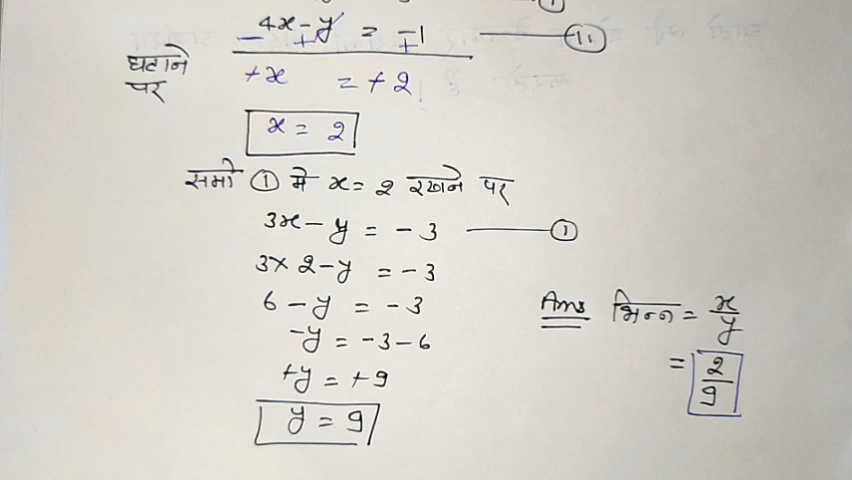 4x - y = -1 ——— (ii)
- + +
घटाने पर +x = +2
x = 2
समी ① मे x = 2 रखने पर
3x - y = -3 ——— ①
3 × 2 - y = -3
6 - y = -3
-y = -3 - 6
+y = +9
y = 9
Ans भिन्न = x/y
= 2/9